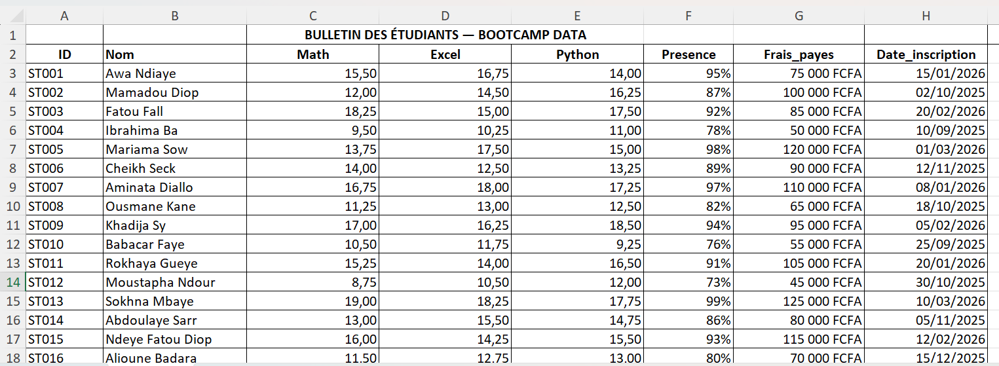 A B C D E F G H
1 BULLETIN DES ÉTUDIANTS — BOOTCAMP DATA
2 ID Nom Math Excel Python Presence Frais_payes Date_inscription
3 ST001 Awa Ndiaye 15,50 16,75 14,00 95% 75 000 FCFA 15/01/2026
4 ST002 Mamadou Diop 12,00 14,50 16,25 87% 100 000 FCFA 02/10/2025
5 ST003 Fatou Fall 18,25 15,00 17,50 92% 85 000 FCFA 20/02/2026
6 ST004 Ibrahima Ba 9,50 10,25 11,00 78% 50 000 FCFA 10/09/2025
7 ST005 Mariama Sow 13,75 17,50 15,00 98% 120 000 FCFA 01/03/2026
8 ST006 Cheikh Seck 14,00 12,50 13,25 89% 90 000 FCFA 12/11/2025
9 ST007 Aminata Diallo 16,75 18,00 17,25 97% 110 000 FCFA 08/01/2026
10 ST008 Ousmane Kane 11,25 13,00 12,50 82% 65 000 FCFA 18/10/2025
11 ST009 Khadija Sy 17,00 16,25 18,50 94% 95 000 FCFA 05/02/2026
12 ST010 Babacar Faye 10,50 11,75 9,25 76% 55 000 FCFA 25/09/2025
13 ST011 Rokhaya Gueye 15,25 14,00 16,50 91% 105 000 FCFA 20/01/2026
14 ST012 Moustapha Ndour 8,75 10,50 12,00 73% 45 000 FCFA 30/10/2025
15 ST013 Sokhna Mbaye 19,00 18,25 17,75 99% 125 000 FCFA 10/03/2026
16 ST014 Abdoulaye Sarr 13,00 15,50 14,75 86% 80 000 FCFA 05/11/2025
17 ST015 Ndeye Fatou Diop 16,00 14,25 15,50 93% 115 000 FCFA 12/02/2026
18 ST016 Alioune Badara 11,50 12,75 13,00 80% 70 000 FCFA 15/12/2025